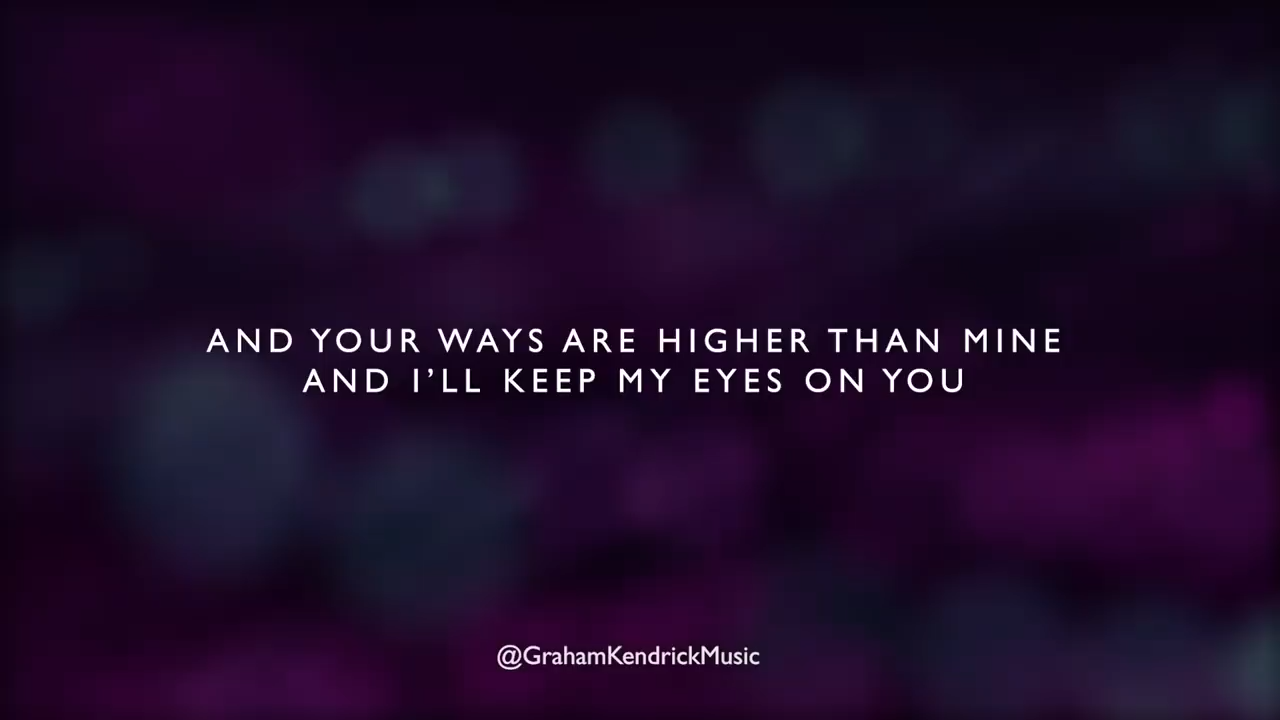 AND YOUR WAYS ARE HIGHER THAN MINE
AND I’LL KEEP MY EYES ON YOU
@GrahamKendrickMusic